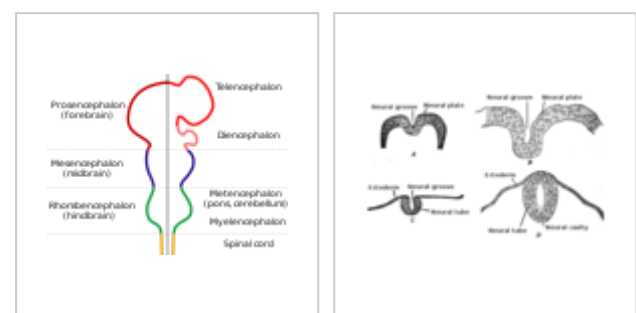 Telencephalon
Prosencephalon
(forebrain)
Diencephalon
Mesencephalon
(midbrain)
Metencephalon
(pons, cerebellum)
Rhombencephalon
(hindbrain)
Myelencephalon
Spinal cord
Neural groove
Neural plate
A
Neural groove
Neural plate
B
Ectoderm
Neural groove
Neural tube
C
Ectoderm
Neural tube
Neural cavity
D